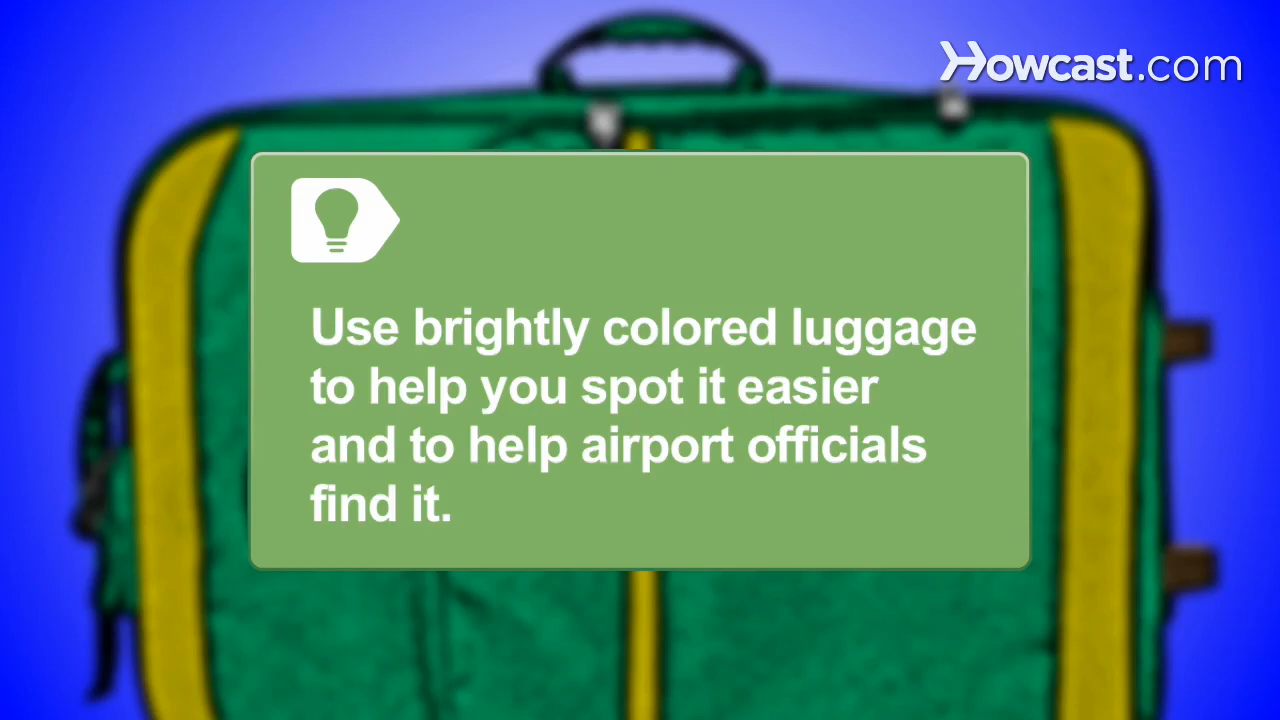 Howcast.com
Use brightly colored luggage
to help you spot it easier
and to help airport officials
find it.